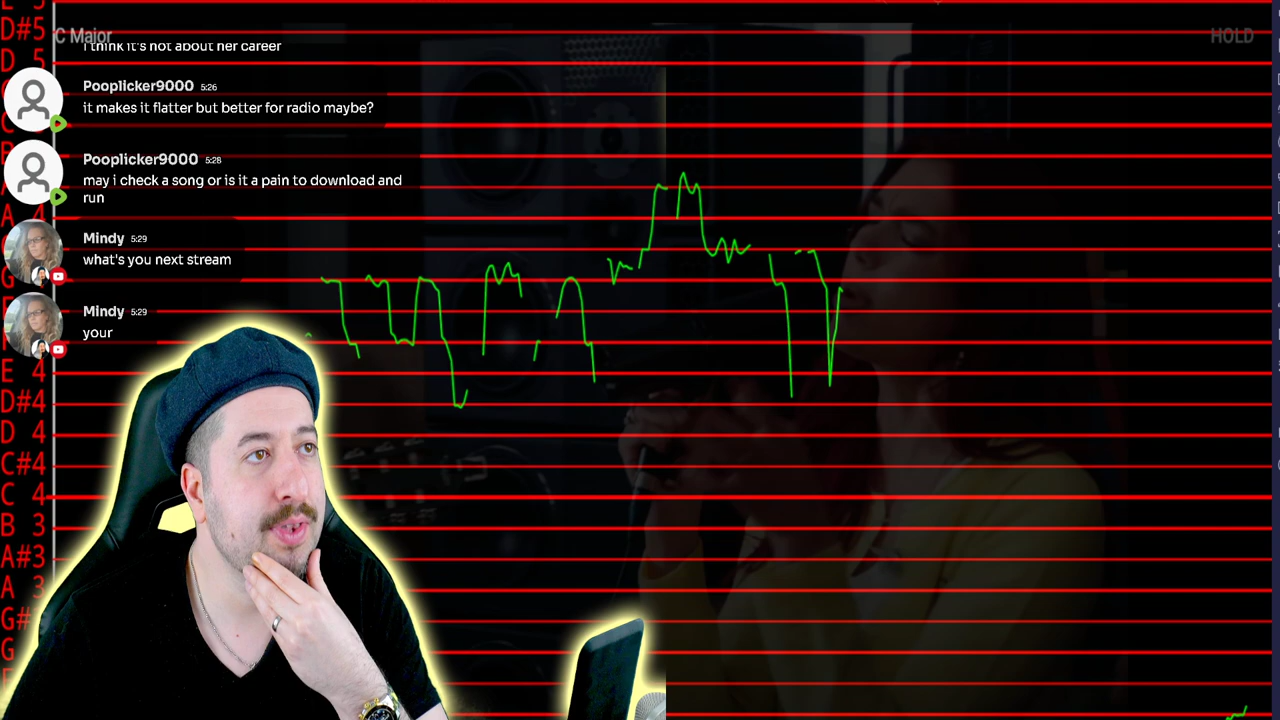 E 5
D#5
C Major
HOLD
I think it's not about her career
D 5
Pooplicker9000 5:26
it makes it flatter but better for radio maybe?
Pooplicker9000 5:28
may i check a song or is it a pain to download and
run
A 4
Mindy 5:29
what's you next stream
G
Mindy 5:29
your
E 4
D#4
D 4
C#4
C 4
B 3
A#3
A 3
G#
G